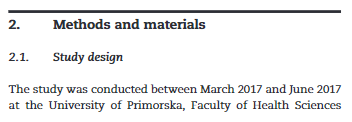 2. Methods and materials
2.1. Study design
The study was conducted between March 2017 and June 2017
at the University of Primorska, Faculty of Health Sciences